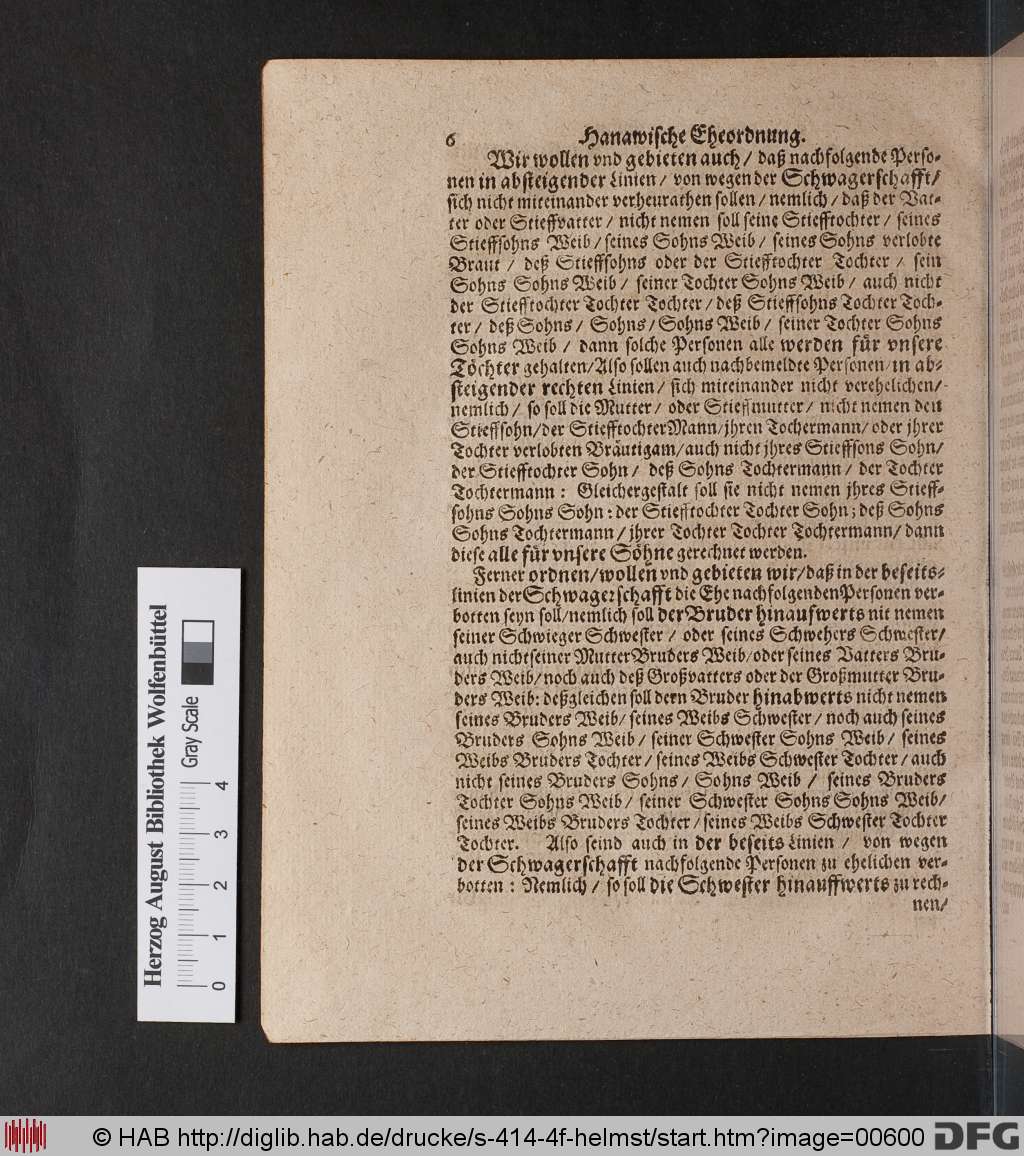 6 Hanawische Eheordnung.
Wir wollen vnd gebieten auch / daß nachfolgende Perso-
nen in absteigender Linien / von wegen der Schwagerschafft /
sich nicht miteinander verheurathen sollen / nemlich / daß der Vat-
ter oder Stieffvatter / nicht nemen soll seine Stiefftochter / seines
Stieffsohns Weib / seines Sohns Weib / seines Sohns verlobte
Braut / deß Stieffsohns oder der Stiefftochter Tochter / sein
Sohns Sohns Weib / seiner Tochter Sohns Weib / auch nicht
der Stiefftochter Tochter Tochter / deß Stieffsohns Tochter Toch-
ter / deß Sohns / Sohns / Sohns Weib / seiner Tochter Sohns
Sohns Weib / dann solche Personen alle werden für vnsere
Töchter gehalten / Also sollen auch nachbemeldte Personen / in ab-
steigender rechten Linien / sich miteinander nicht verehelichen /
nemlich / so soll die Mutter / oder Stieffmutter / nicht nemen den
Stieffsohn / der Stiefftochter Mann / jhren Tochermann / oder jhrer
Tochter verlobten Bräutigam / auch nicht jhres Stieffsons Sohn /
der Stiefftochter Sohn / deß Sohns Tochtermann / der Tochter
Tochtermann : Gleichergestalt soll sie nicht nemen jhres Stieff-
sohns Sohns Sohn : der Stiefftochter Tochter Sohn ; deß Sohns
Sohns Tochtermann / jhrer Tochter Tochter Tochtermann / dann
diese alle für vnsere Söhne gerechnet werden.
Ferner ordnen / wollen vnd gebieten wir / daß in der beseits-
linien der Schwagerschafft die Ehe nachfolgenden Personen ver-
botten seyn soll / nemlich soll der Bruder hinaufwerts nit nemen
seiner Schwieger Schwester / oder seines Schwehers Schwester /
auch nicht seiner Mutter Bruders Weib / oder seines Vatters Bru-
ders Weib / noch auch deß Großvatters oder der Großmutter Bru-
ders Weib : deßgleichen soll dern Bruder hinabwerts nicht nemen
seines Bruders Weib / seines Weibs Schwester / noch auch seines
Bruders Sohns Weib / seiner Schwester Sohns Weib / seines
Weibs Bruders Tochter / seines Weibs Schwester Tochter / auch
nicht seines Bruders Sohns / Sohns Weib / seines Bruders
Tochter Sohns Weib / seiner Schwester Sohns Sohns Weib /
seines Weibs Bruders Tochter / seines Weibs Schwester Tochter
Tochter. Also seind auch in der beseits Linien / von wegen
der Schwagerschafft nachfolgende Personen zu ehelichen ver-
botten : Nemlich / so soll die Schwester hinauffwerts zu rech-
nen /
Herzog August Bibliothek Wolfenbüttel
Gray Scale
0 1 2 3 4
© HAB http://diglib.hab.de/drucke/s-414-4f-helmst/start.htm?image=00600 DFG